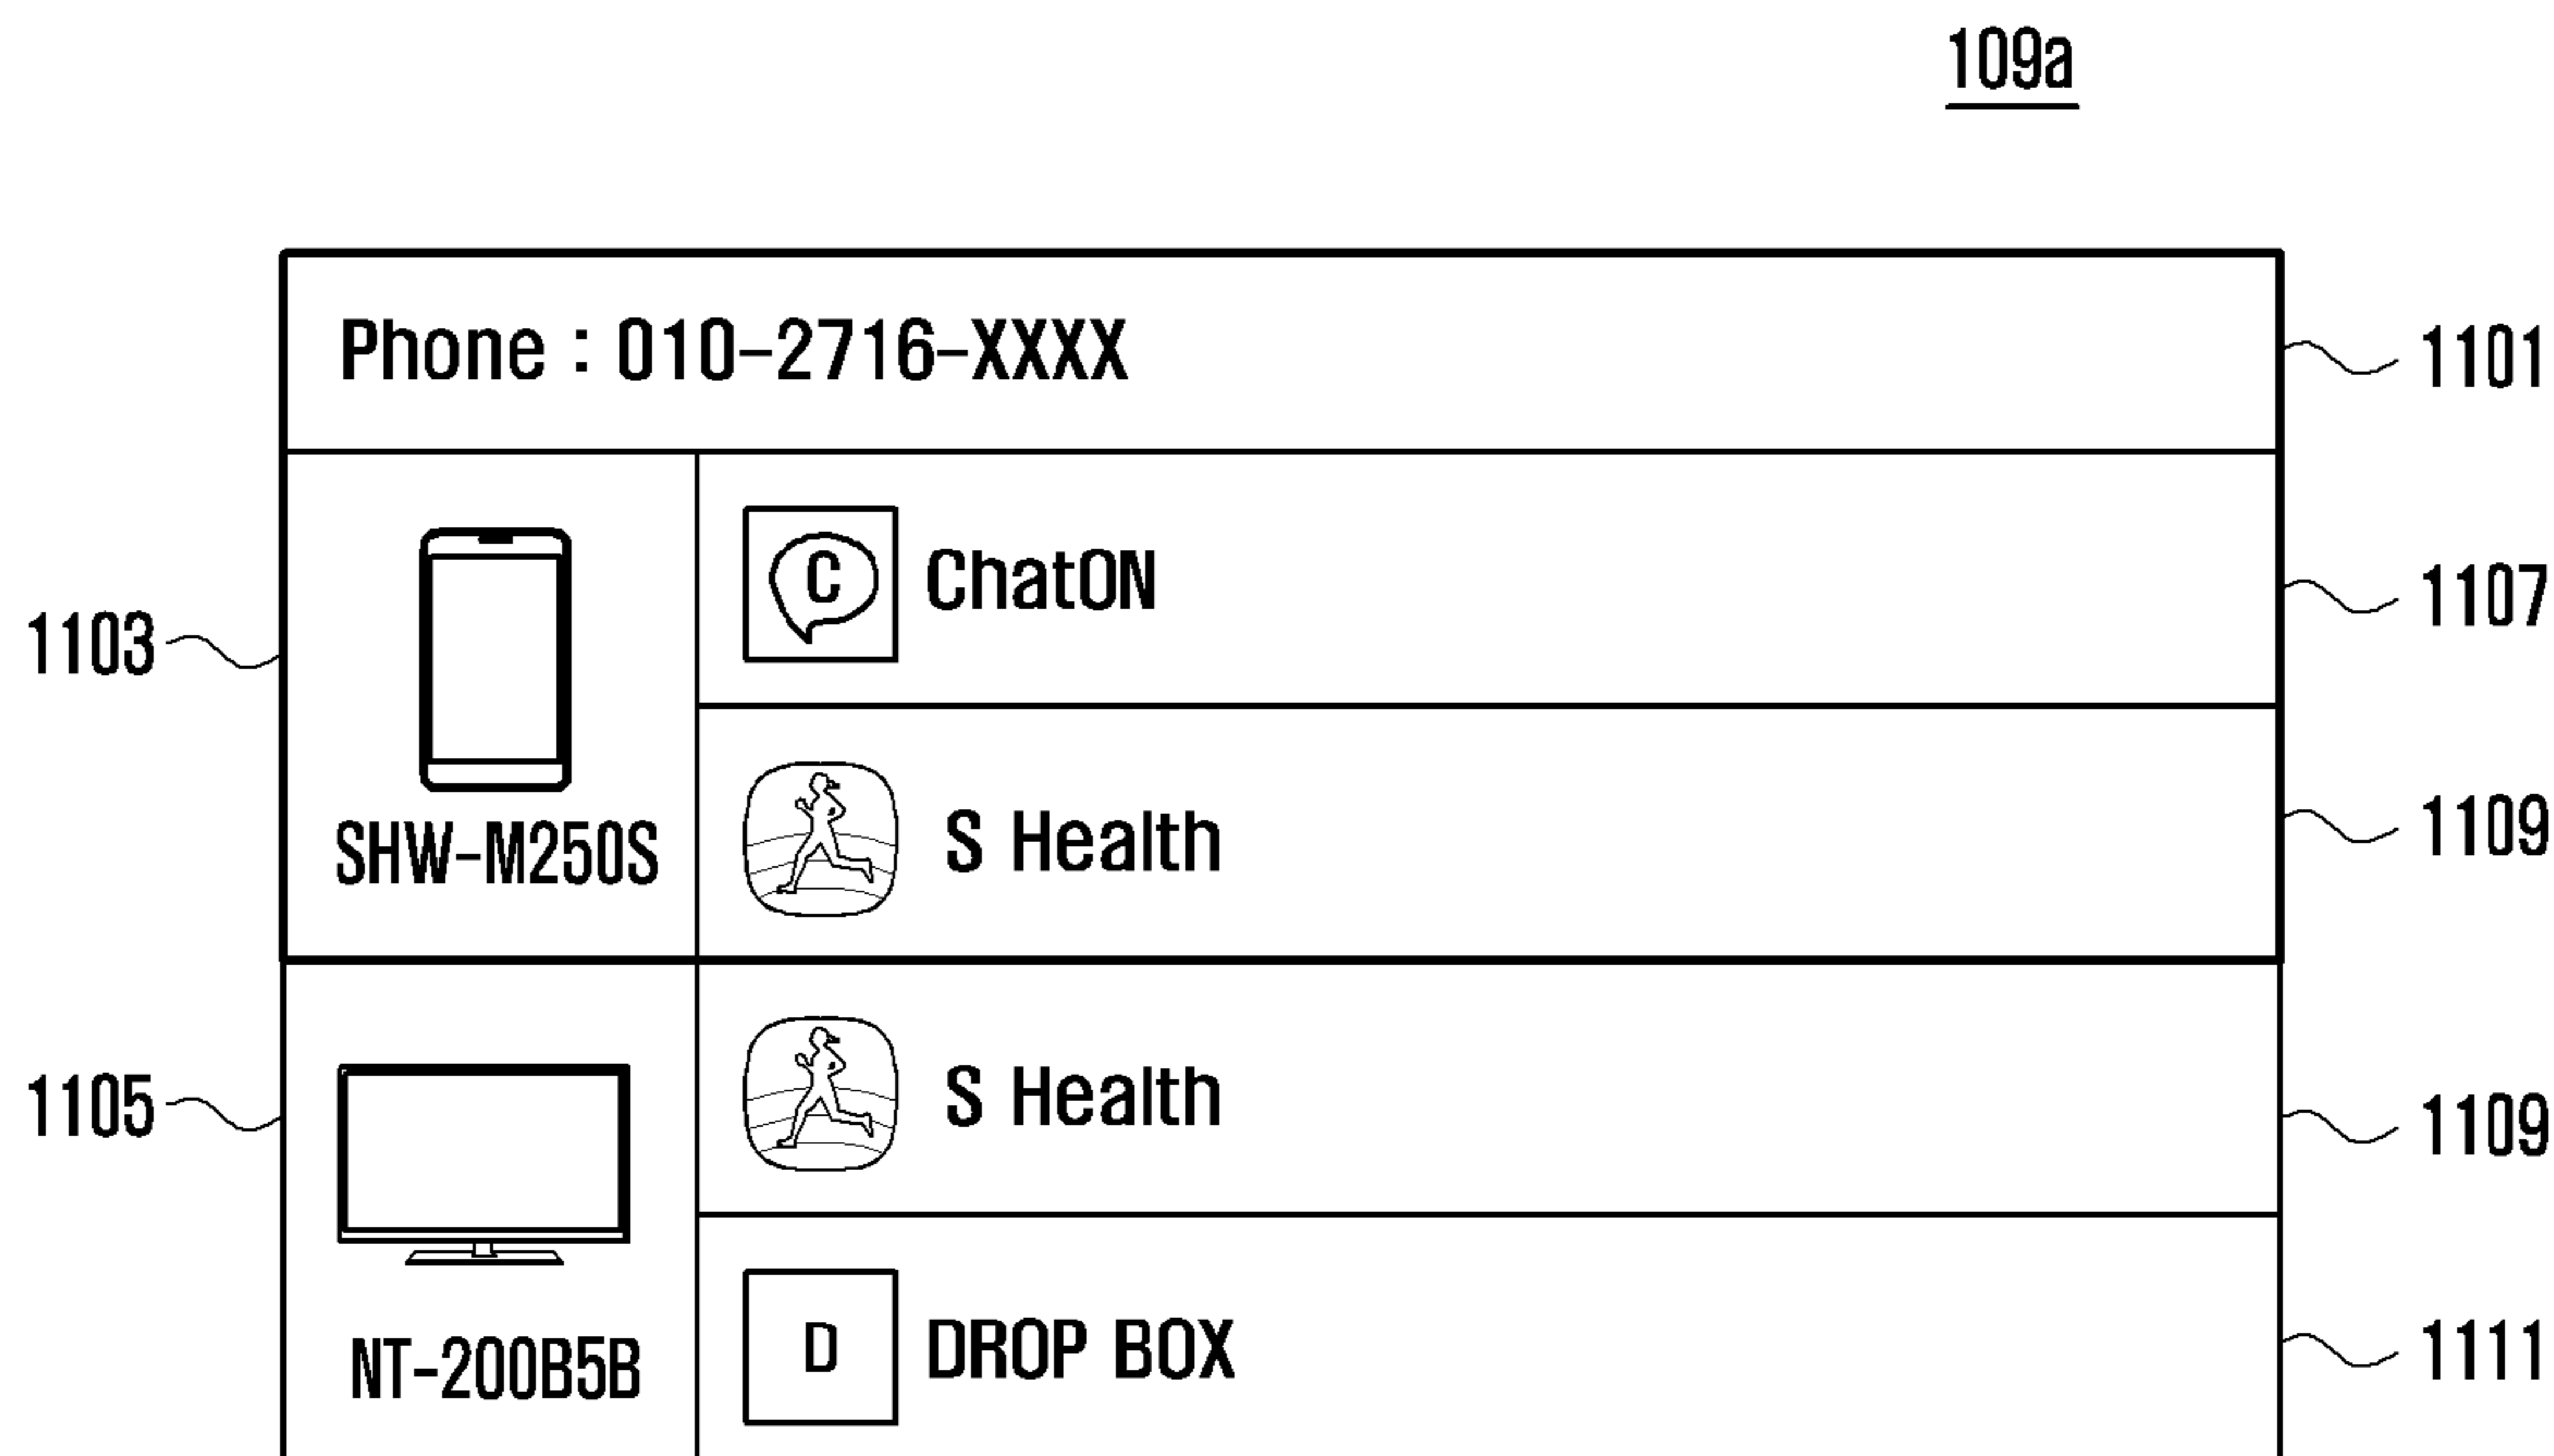 109a
Phone : 010-2716-XXXX
1101
C ChatON
1107
1103
SHW-M250S
S Health
1109
S Health
1109
1105
NT-200B5B
D DROP BOX
1111